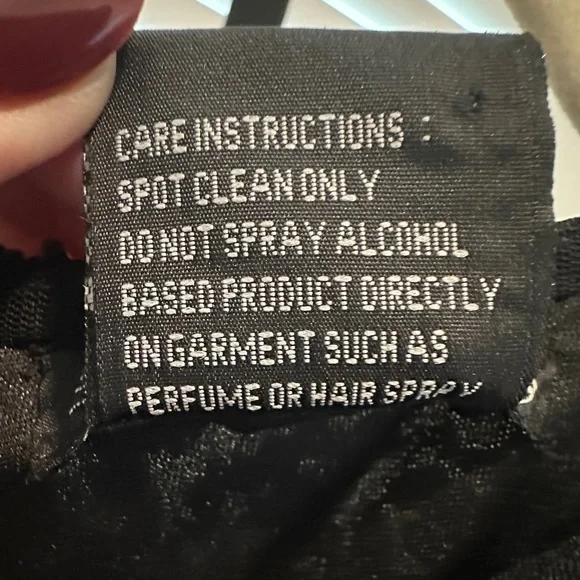 CARE INSTRUCTIONS :
SPOT CLEAN ONLY
DO NOT SPRAY ALCOHOL
BASED PRODUCT DIRECTLY
ON GARMENT SUCH AS
PERFUME OR HAIR SPRAY